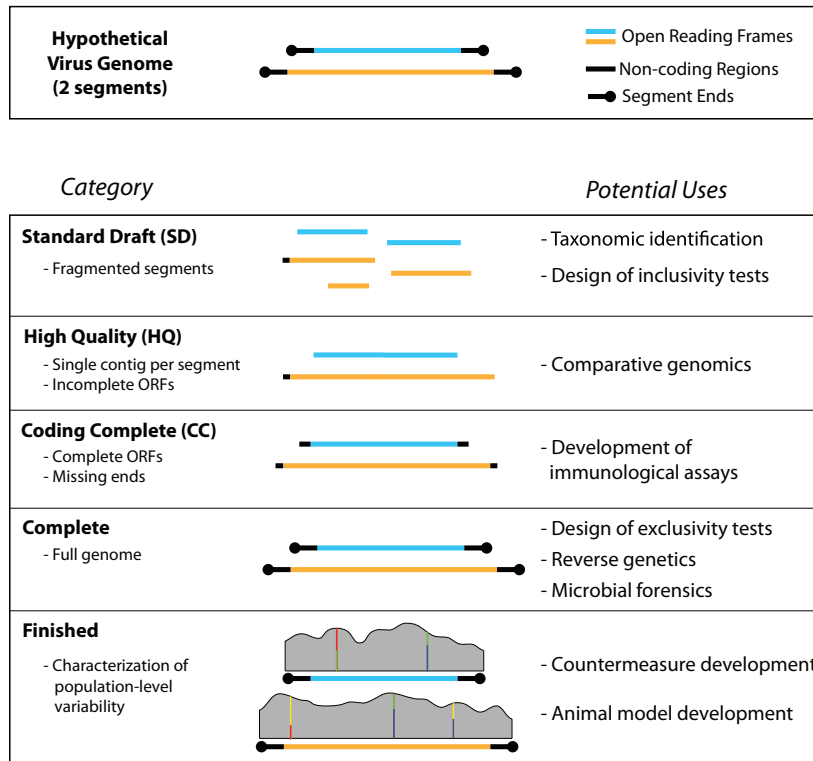 Hypothetical
Virus Genome
(2 segments)
Open Reading Frames
Non-coding Regions
Segment Ends
Category
Potential Uses
Standard Draft (SD)
- Fragmented segments
- Taxonomic identification
- Design of inclusivity tests
High Quality (HQ)
- Single contig per segment
- Incomplete ORFs
- Comparative genomics
Coding Complete (CC)
- Complete ORFs
- Missing ends
- Development of
immunological assays
Complete
- Full genome
- Design of exclusivity tests
- Reverse genetics
- Microbial forensics
Finished
- Characterization of
population-level
variability
- Countermeasure development
- Animal model development